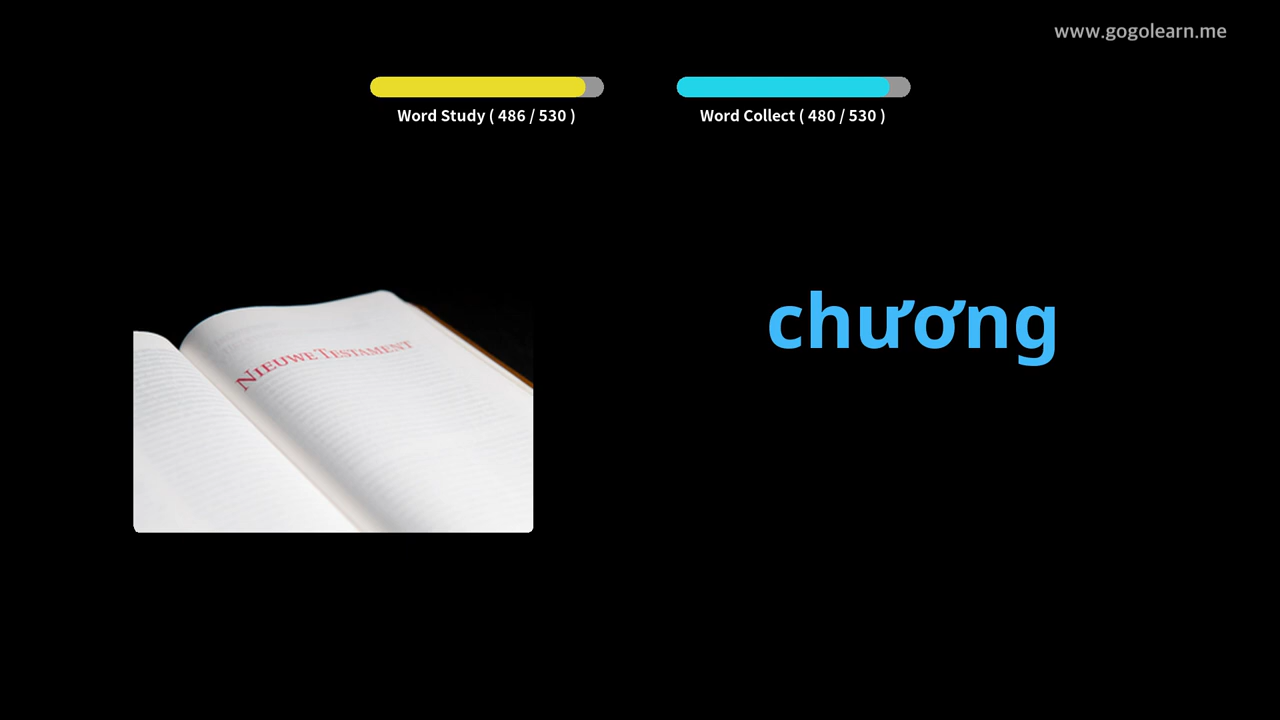 www.gogolearn.me
Word Study ( 486 / 530 )
Word Collect ( 480 / 530 )
chương
NIEUWE TESTAMENT